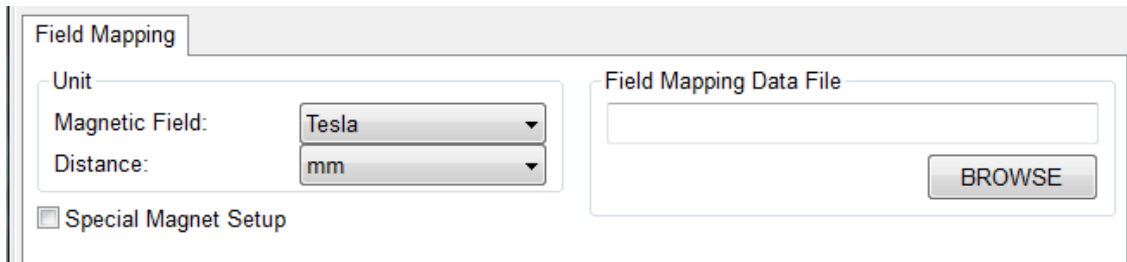 Field Mapping
Unit
Magnetic Field: Tesla
Distance: mm
Special Magnet Setup
Field Mapping Data File
BROWSE